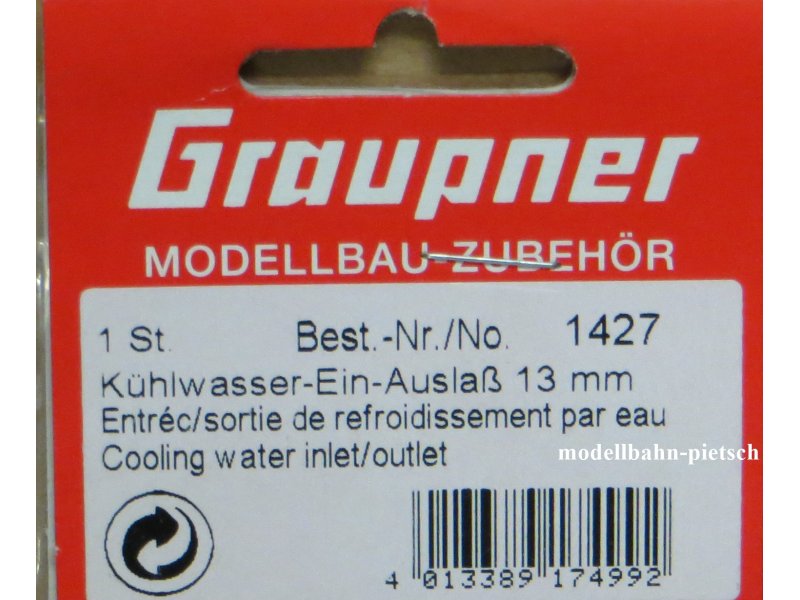 Graupner
MODELLBAU-ZUBEHÖR
1 St. Best.-Nr./No. 1427
Kühlwasser-Ein-Auslaß 13 mm
Entréc/sortie de refroidissement par eau
Cooling water inlet/outlet
modellbahn-pietsch
4 013389 174992